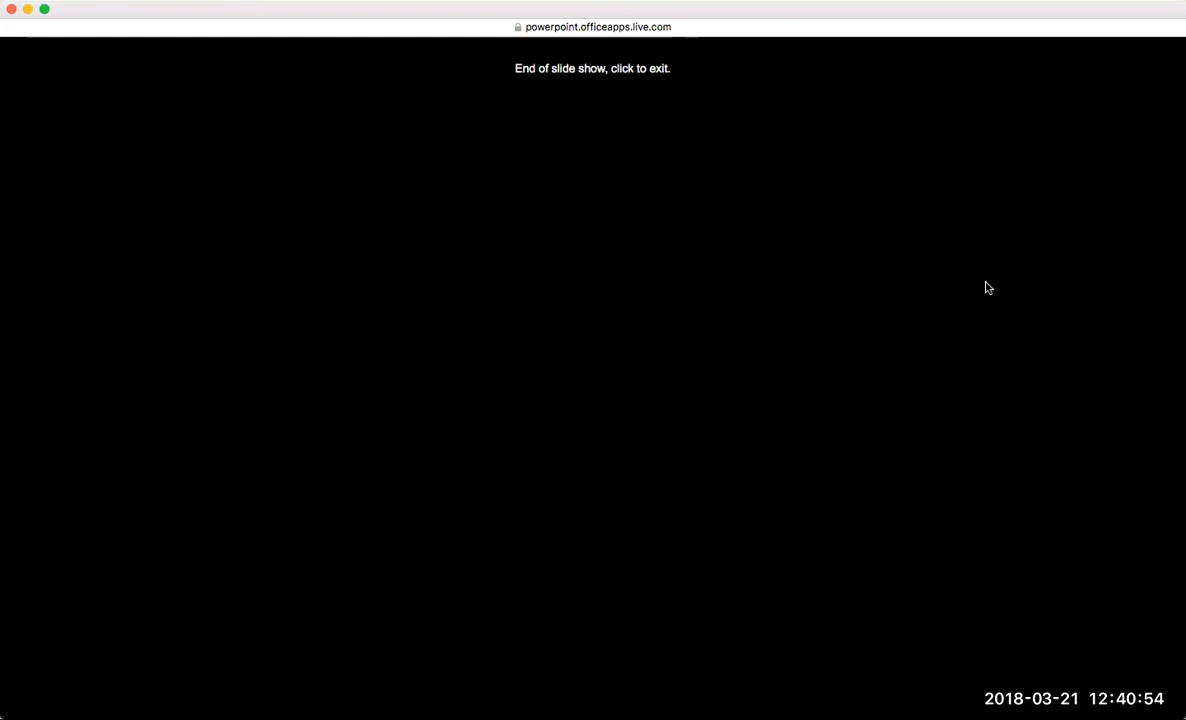 powerpoint.officeapps.live.com
End of slide show, click to exit.
2018-03-21 12:40:54